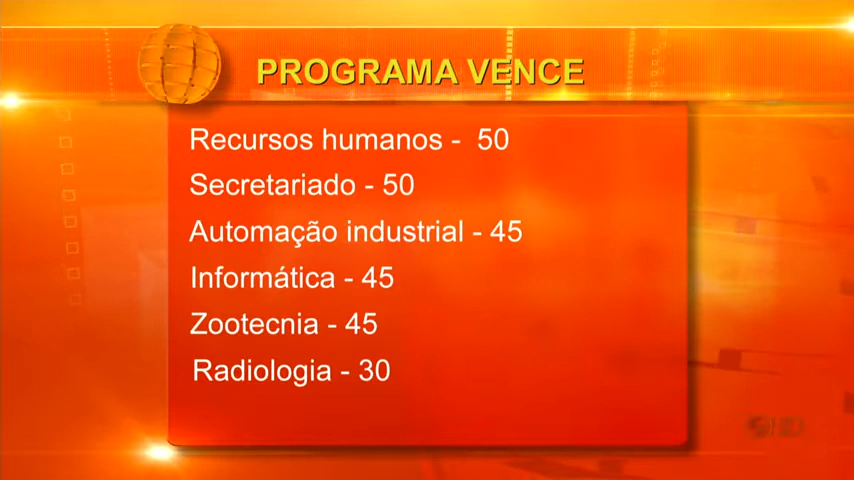 PROGRAMA VENCE
Recursos humanos - 50
Secretariado - 50
Automação industrial - 45
Informática - 45
Zootecnia - 45
Radiologia - 30